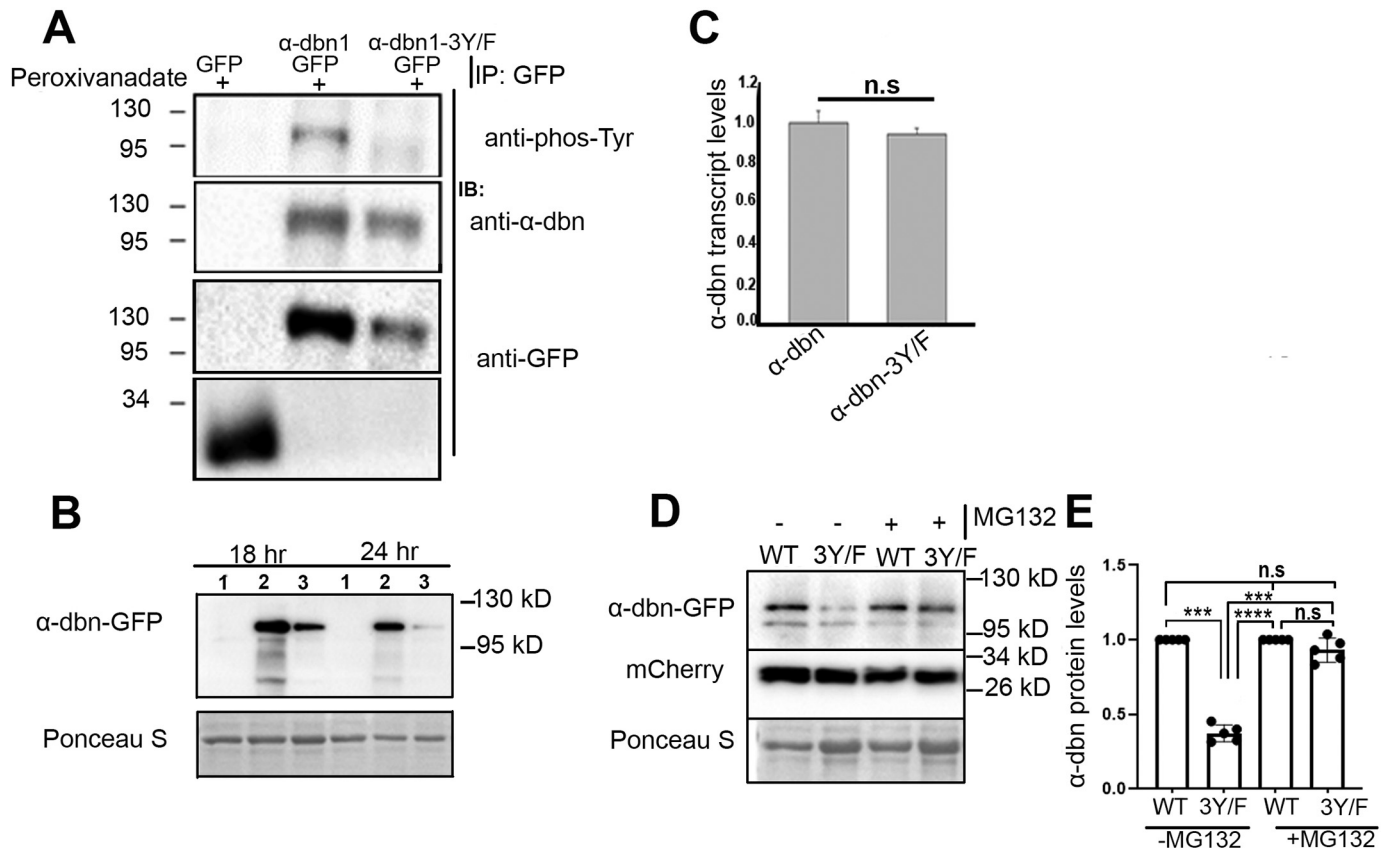 A
α-dbn1 α-dbn1-3Y/F
GFP GFP GFP IP: GFP
Peroxivanadate + + +
130
95
anti-phos-Tyr
IB:
130
95
anti-α-dbn
130
95
anti-GFP
34
B
18 hr 24 hr
1 2 3 1 2 3
α-dbn-GFP
130 kD
95 kD
Ponceau S
C
α-dbn transcript levels
1.2
1.0
0.8
0.6
0.4
0.2
0.0
n.s
α-dbn
α-dbn-3Y/F
D
- - + + MG132
WT 3Y/F WT 3Y/F
α-dbn-GFP
130 kD
95 kD
mCherry
34 kD
26 kD
Ponceau S
E
α-dbn protein levels
1.5
1.0
0.5
0.0
n.s
***
*** **** n.s
WT 3Y/F WT 3Y/F
-MG132 +MG132